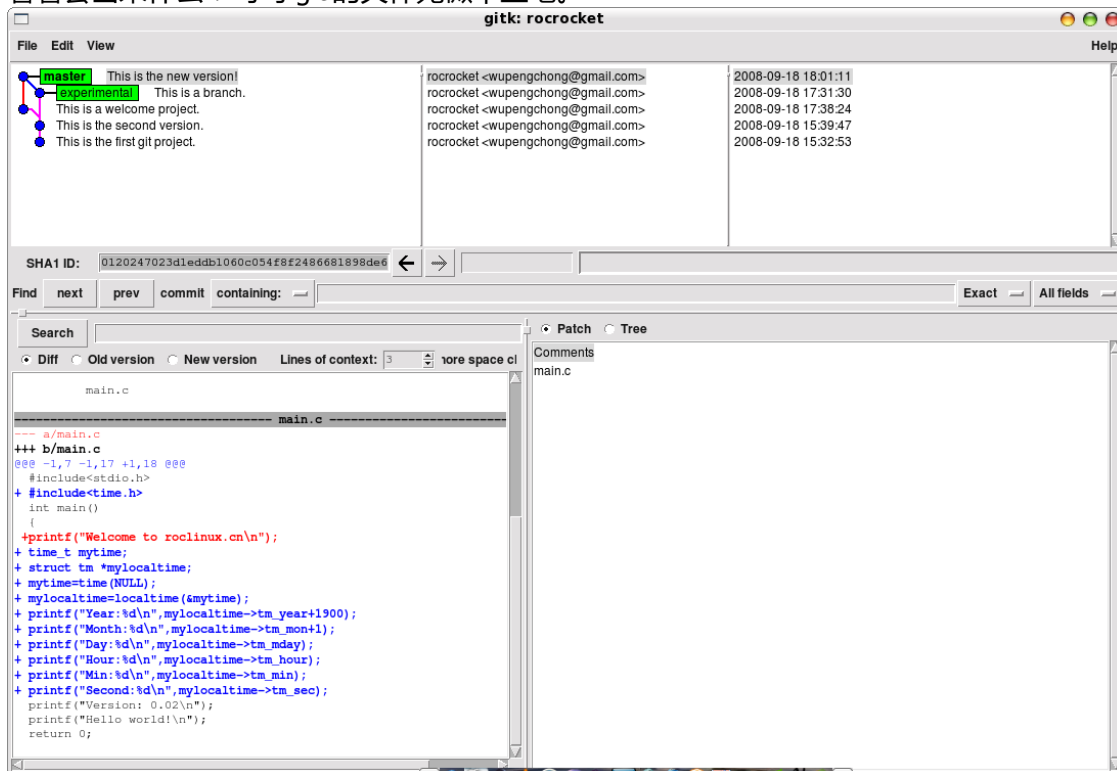 gitk: rocrocket
File Edit View Help
master This is the new version! rocrocket <wupengchong@gmail.com> 2008-09-18 18:01:11
experimental This is a branch. rocrocket <wupengchong@gmail.com> 2008-09-18 17:31:30
This is a welcome project. rocrocket <wupengchong@gmail.com> 2008-09-18 17:38:24
This is the second version. rocrocket <wupengchong@gmail.com> 2008-09-18 15:39:47
This is the first git project. rocrocket <wupengchong@gmail.com> 2008-09-18 15:32:53
SHA1 ID: 0120247023d1eddb1060c054f8f2486681898de6
Find next prev commit containing: Exact All fields
Search Patch Tree
Diff Old version New version Lines of context: 3 nore space cl
Comments
main.c
main.c
---------------------------------- main.c -----------------------
--- a/main.c
+++ b/main.c
@@@ -1,7 -1,17 +1,18 @@@
#include<stdio.h>
+ #include<time.h>
int main()
{
+printf("Welcome to roclinux.cn\n");
+ time_t mytime;
+ struct tm *mylocaltime;
+ mytime=time(NULL);
+ mylocaltime=localtime(&mytime);
+ printf("Year:%d\n",mylocaltime->tm_year+1900);
+ printf("Month:%d\n",mylocaltime->tm_mon+1);
+ printf("Day:%d\n",mylocaltime->tm_mday);
+ printf("Hour:%d\n",mylocaltime->tm_hour);
+ printf("Min:%d\n",mylocaltime->tm_min);
+ printf("Second:%d\n",mylocaltime->tm_sec);
printf("Version: 0.02\n");
printf("Hello world!\n");
return 0;